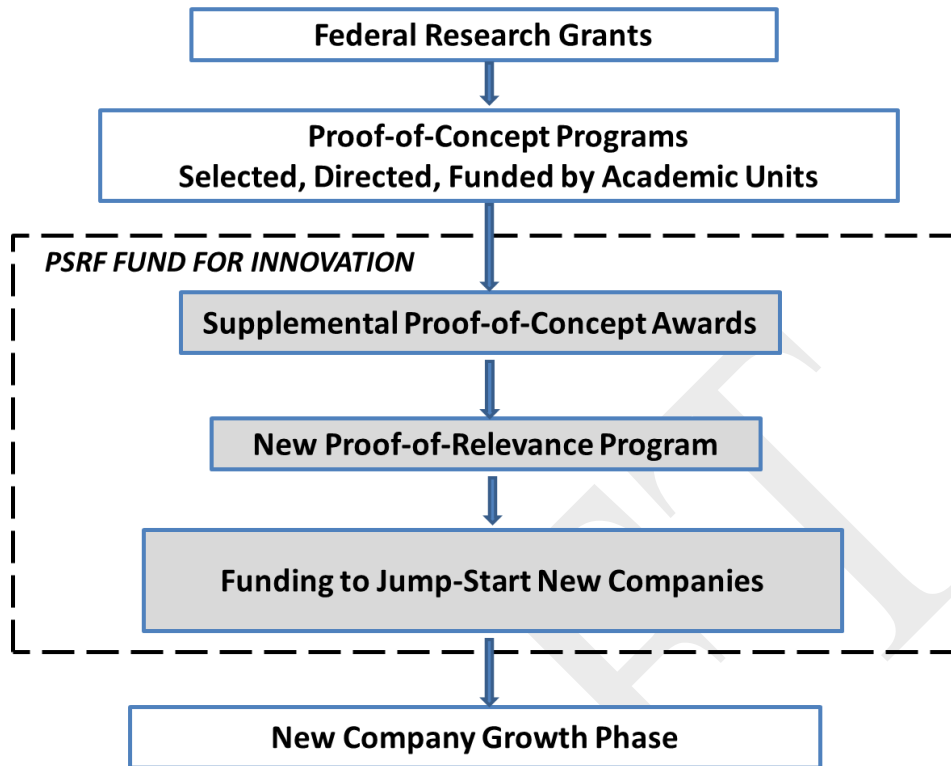 Federal Research Grants
Proof-of-Concept Programs
Selected, Directed, Funded by Academic Units
PSRF FUND FOR INNOVATION
Supplemental Proof-of-Concept Awards
New Proof-of-Relevance Program
Funding to Jump-Start New Companies
New Company Growth Phase